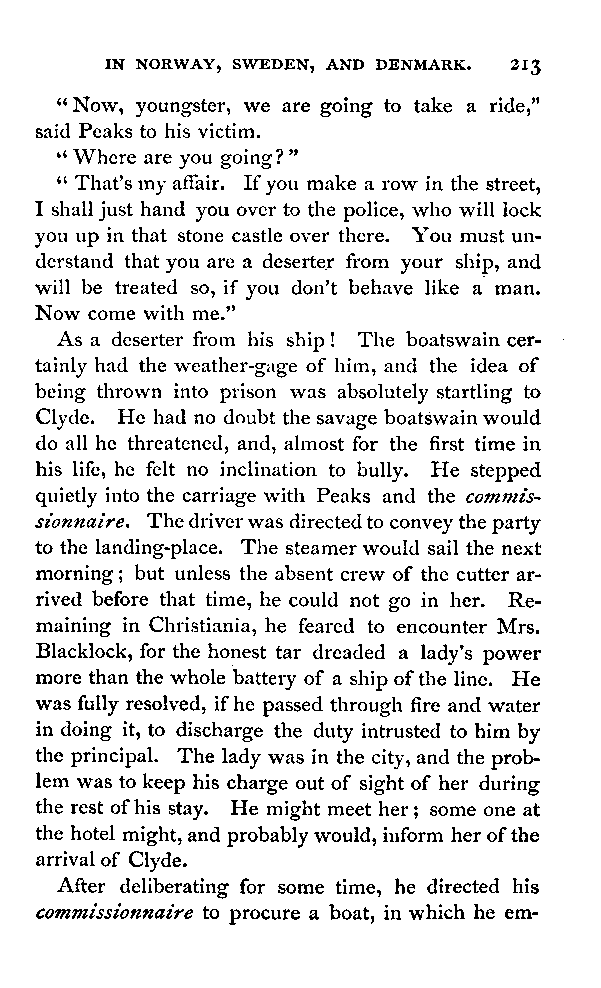 IN NORWAY, SWEDEN, AND DENMARK. 213
"Now, youngster, we are going to take a ride,"
said Peaks to his victim.
"Where are you going?"
"That's my affair. If you make a row in the street,
I shall just hand you over to the police, who will lock
you up in that stone castle over there. You must un-
derstand that you are a deserter from your ship, and
will be treated so, if you don't behave like a man.
Now come with me."
As a deserter from his ship! The boatswain cer-
tainly had the weather-gage of him, and the idea of
being thrown into prison was absolutely startling to
Clyde. He had no doubt the savage boatswain would
do all he threatened, and, almost for the first time in
his life, he felt no inclination to bully. He stepped
quietly into the carriage with Peaks and the commis-
sionnaire. The driver was directed to convey the party
to the landing-place. The steamer would sail the next
morning; but unless the absent crew of the cutter ar-
rived before that time, he could not go in her. Re-
maining in Christiania, he feared to encounter Mrs.
Blacklock, for the honest tar dreaded a lady's power
more than the whole battery of a ship of the line. He
was fully resolved, if he passed through fire and water
in doing it, to discharge the duty intrusted to him by
the principal. The lady was in the city, and the prob-
lem was to keep his charge out of sight of her during
the rest of his stay. He might meet her; some one at
the hotel might, and probably would, inform her of the
arrival of Clyde.
After deliberating for some time, he directed his
commissionnaire to procure a boat, in which he em-